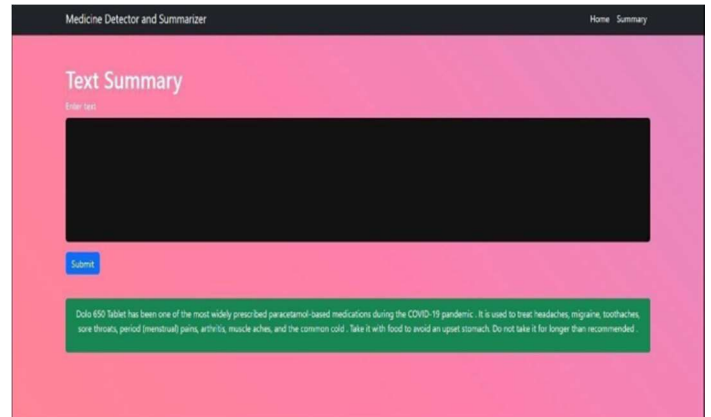 Medicine Detector and Summarizer
Home Summary
Text Summary
Enter text
Submit
Dolo 650 Tablet has been one of the most widely prescribed paracetamol-based medications during the COVID-19 pandemic . It is used to treat headaches, migraine, toothaches,
sore throats, period (menstrual) pains, arthritis, muscle aches, and the common cold . Take it with food to avoid an upset stomach. Do not take it for longer than recommended .